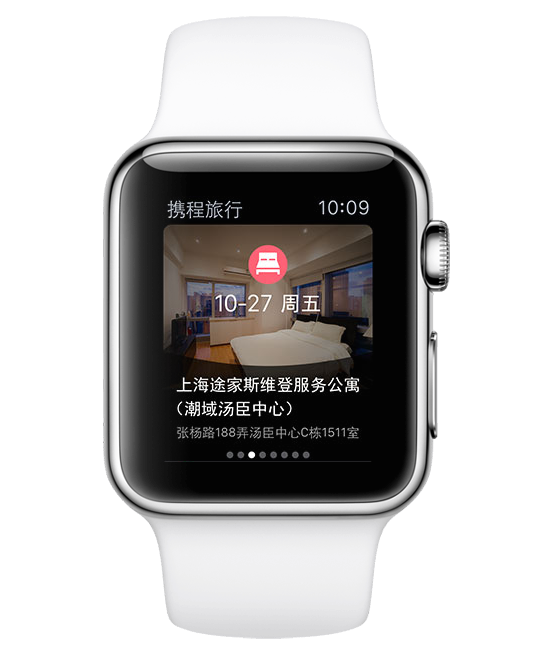 携程旅行 10:09
10-27 周五
上海途家斯维登服务公寓
（潮域汤臣中心）
张杨路188弄汤臣中心C栋1511室